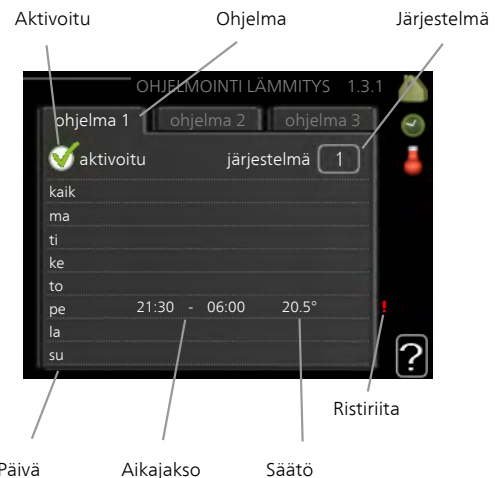 Aktivoitu Ohjelma Järjestelmä
OHJELMOINTI LÄMMITYS 1.3.1
ohjelma 1 ohjelma 2 ohjelma 3
aktivoitu järjestelmä 1
kaik
ma
ti
ke
to
pe 21:30 - 06:00 20.5° !
la
su
?
Ristiriita
Päivä Aikajakso Säätö